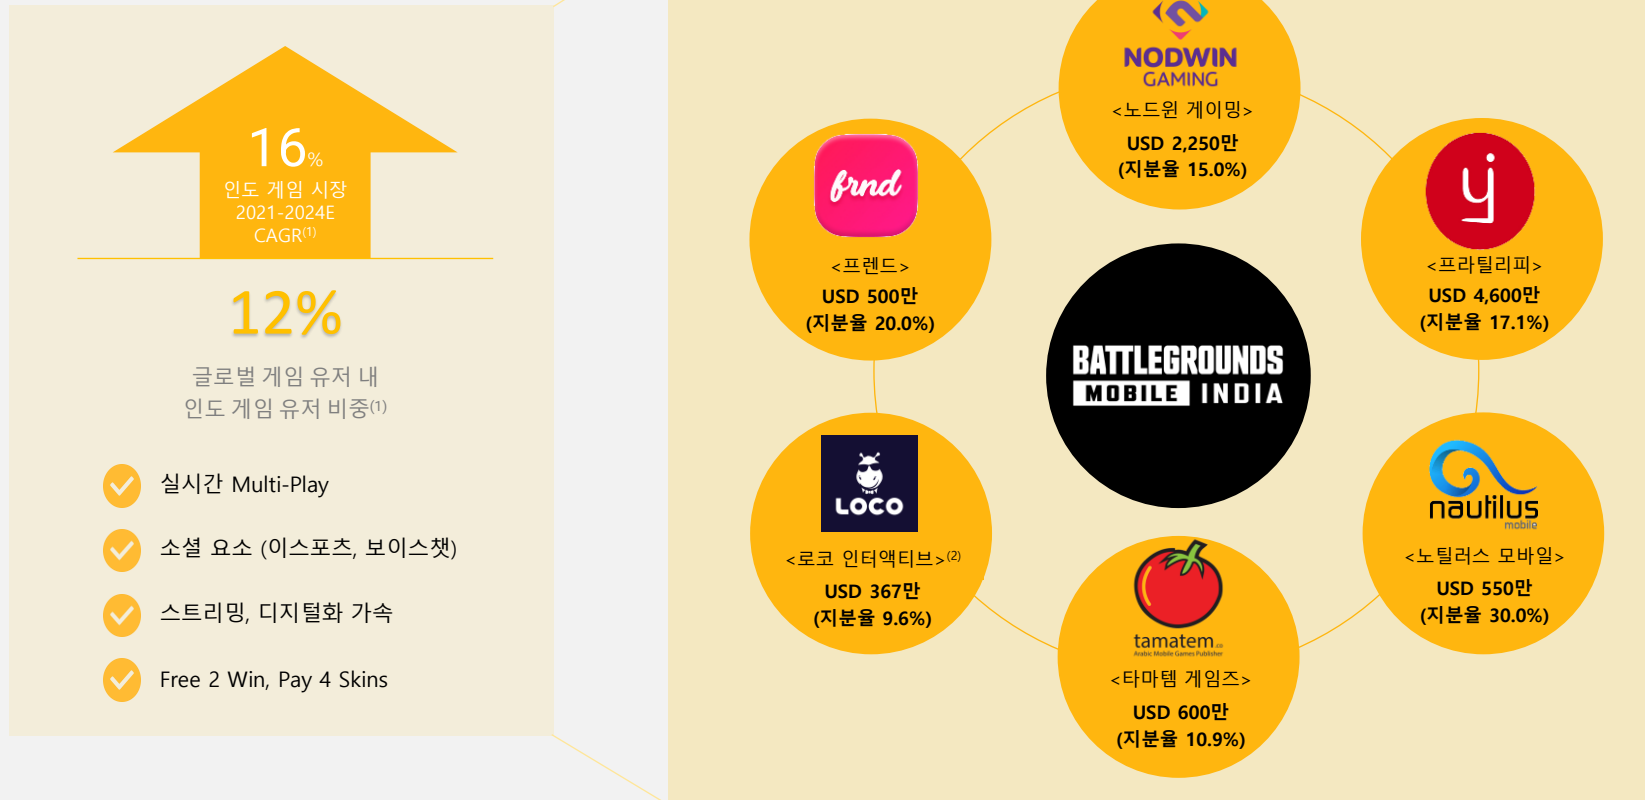 16%
인도 게임 시장
2021-2024E
CAGR(1)
12%
글로벌 게임 유저 내
인도 게임 유저 비중(1)
실시간 Multi-Play
소셜 요소 (이스포츠, 보이스챗)
스트리밍, 디지털화 가속
Free 2 Win, Pay 4 Skins
NODWIN
GAMING
<노드윈 게이밍>
USD 2,250만
(지분율 15.0%)
frnd
<프렌드>
USD 500만
(지분율 20.0%)
<프라틸리피>
USD 4,600만
(지분율 17.1%)
BATTLEGROUNDS
MOBILE INDIA
LOCO
<로코 인터액티브>(2)
USD 367만
(지분율 9.6%)
nautilus
mobile
<노틸러스 모바일>
USD 550만
(지분율 30.0%)
tamatem.co
Arabic Mobile Games Publisher
<타마템 게임즈>
USD 600만
(지분율 10.9%)